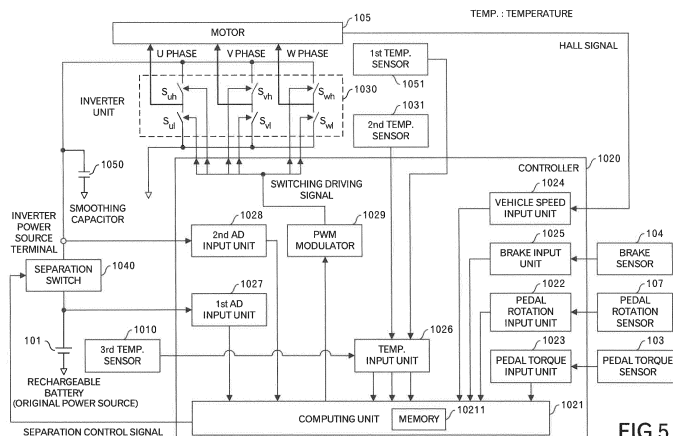 TEMP. : TEMPERATURE
105
MOTOR
HALL SIGNAL
U PHASE
V PHASE
W PHASE
1st TEMP.
SENSOR
1051
1030
INVERTER
UNIT
Suh
Svh
Swh
Sul
Svl
Swl
1031
2nd TEMP.
SENSOR
1050
SMOOTHING
CAPACITOR
SWITCHING DRIVING
SIGNAL
CONTROLLER
1020
1024
VEHICLE SPEED
INPUT UNIT
INVERTER
POWER
SOURCE
TERMINAL
1028
2nd AD
INPUT UNIT
1029
PWM
MODULATOR
1025
BRAKE INPUT
UNIT
104
BRAKE
SENSOR
SEPARATION
SWITCH
1040
1027
1st AD
INPUT UNIT
1022
PEDAL
ROTATION
INPUT UNIT
107
PEDAL
ROTATION
SENSOR
101
1010
3rd TEMP.
SENSOR
1026
TEMP.
INPUT UNIT
1023
PEDAL TORQUE
INPUT UNIT
103
PEDAL TORQUE
SENSOR
RECHARGEABLE
BATTERY
(ORIGINAL POWER SOURCE)
COMPUTING UNIT
MEMORY
10211
1021
SEPARATION CONTROL SIGNAL
FIG.5